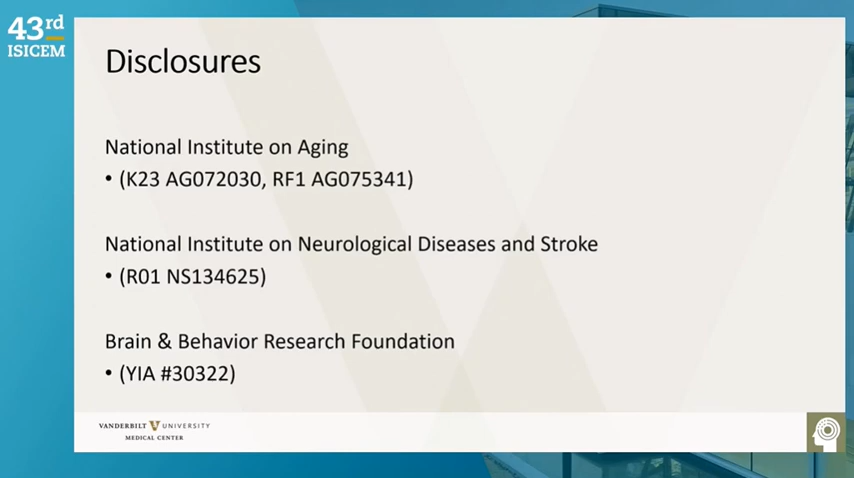 43rd
ISICEM
Disclosures
National Institute on Aging
• (K23 AG072030, RF1 AG075341)
National Institute on Neurological Diseases and Stroke
• (R01 NS134625)
Brain & Behavior Research Foundation
• (YIA #30322)
VANDERBILT V UNIVERSITY
MEDICAL CENTER